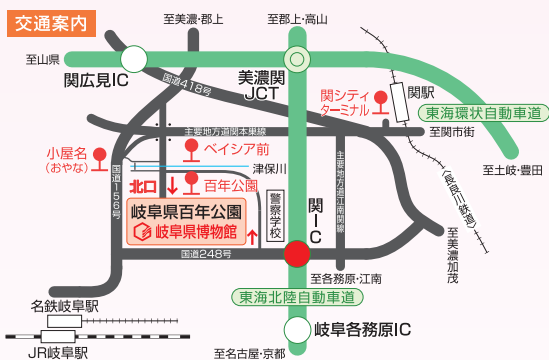 交通案内
至美濃・郡上
至郡上・高山
至山県
関広見IC
国道418号
美濃関
JCT
関シティ
ターミナル
関駅
東海環状自動車道
主要地方道関本巣線
至関市街
ベイシア前
小屋名
(おやな)
津保川
国道156号
北口
百年公園
至土岐・豊田
岐阜県百年公園
岐阜県博物館
警察学校
関IC
主要地方道江南関線
〈長良川鉄道〉
国道248号
至美濃加茂
至各務原・江南
名鉄岐阜駅
東海北陸自動車道
岐阜各務原IC
JR岐阜駅
至名古屋・京都